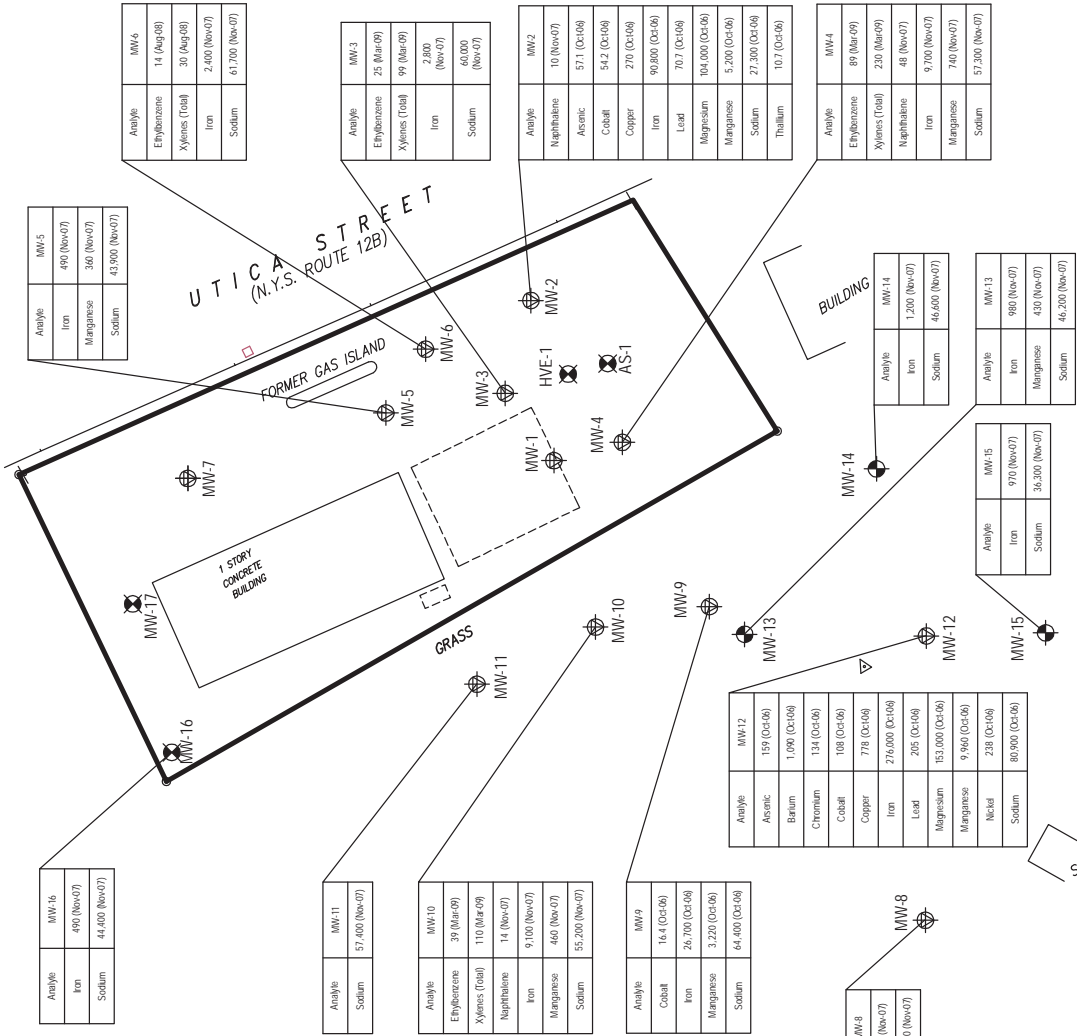 Analyte MW-6
Ethylbenzene 14 (Aug-08)
Xylenes (Total) 30 (Aug-08)
Iron 2,400 (Nov-07)
Sodium 61,700 (Nov-07)
Analyte MW-3
Ethylbenzene 25 (Mar-09)
Xylenes (Total) 99 (Mar-09)
Iron 2,800
(Nov-07)
Sodium 60,000
(Nov-07)
Analyte MW-2
Naphthalene 10 (Nov-07)
Arsenic 57.1 (Oct-06)
Cobalt 54.2 (Oct-06)
Copper 270 (Oct-06)
Iron 90,800 (Oct-06)
Lead 70.7 (Oct-06)
Magnesium 104,000 (Oct-06)
Manganese 5,200 (Oct-06)
Sodium 27,300 (Oct-06)
Thallium 10.7 (Oct-06)
Analyte MW-4
Ethylbenzene 89 (Mar-09)
Xylenes (Total) 230 (Mar-09)
Naphthalene 48 (Nov-07)
Iron 9,700 (Nov-07)
Manganese 740 (Nov-07)
Sodium 57,300 (Nov-07)
Analyte MW-5
Iron 490 (Nov-07)
Manganese 360 (Nov-07)
Sodium 43,900 (Nov-07)
UTICA STREET
(N.Y.S. ROUTE 12B)
FORMER GAS ISLAND
MW-6
MW-2
MW-5
MW-3
HVE-1
AS-1
MW-7
MW-1
MW-4
BUILDING
1 STORY
CONCRETE
BUILDING
MW-17
GRASS
MW-16
MW-11
MW-10
MW-9
MW-13
MW-14
MW-12
MW-15
MW-8
Analyte MW-14
Iron 1,200 (Nov-07)
Sodium 46,600 (Nov-07)
Analyte MW-13
Iron 980 (Nov-07)
Manganese 430 (Nov-07)
Sodium 46,200 (Nov-07)
Analyte MW-15
Iron 970 (Nov-07)
Sodium 36,300 (Nov-07)
Analyte MW-12
Arsenic 159 (Oct-06)
Barium 1,090 (Oct-06)
Chromium 134 (Oct-06)
Cobalt 108 (Oct-06)
Copper 778 (Oct-06)
Iron 276,000 (Oct-06)
Lead 205 (Oct-06)
Magnesium 153,000 (Oct-06)
Manganese 9,960 (Oct-06)
Nickel 238 (Oct-06)
Sodium 80,900 (Oct-06)
Analyte MW-16
Iron 490 (Nov-07)
Sodium 44,400 (Nov-07)
Analyte MW-11
Sodium 57,400 (Nov-07)
Analyte MW-10
Ethylbenzene 39 (Mar-09)
Xylenes (Total) 110 (Mar-09)
Naphthalene 14 (Nov-07)
Iron 9,100 (Nov-07)
Manganese 460 (Nov-07)
Sodium 55,200 (Nov-07)
Analyte MW-9
Cobalt 16.4 (Oct-06)
Iron 26,700 (Oct-06)
Manganese 3,220 (Oct-06)
Sodium 64,400 (Oct-06)
MW-8
(Nov-07)
0 (Nov-07)